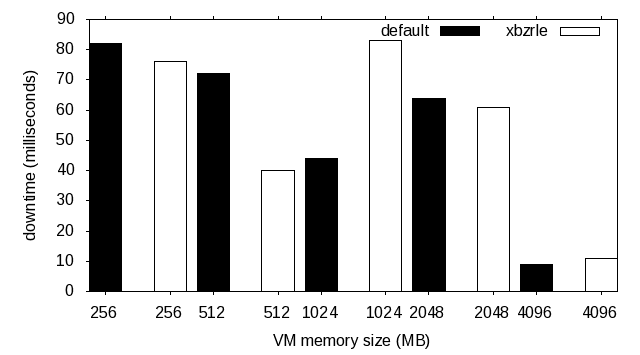 90
default xbzrle
80
70
60
50
40
30
20
10
0
downtime (milliseconds)
256 256 512 512 1024 1024 2048 2048 4096 4096
VM memory size (MB)